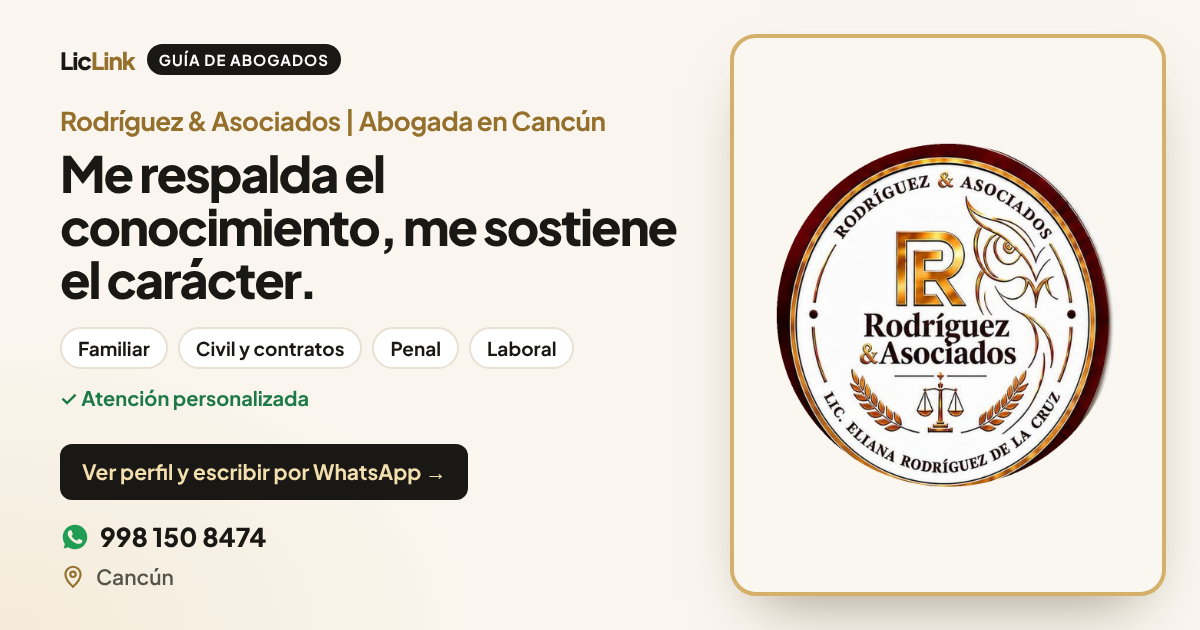 LicLink GUÍA DE ABOGADOS
Rodríguez & Asociados | Abogada en Cancún
Me respalda el
conocimiento, me sostiene
el carácter.
Familiar Civil y contratos Penal Laboral
✓ Atención personalizada
Ver perfil y escribir por WhatsApp →
998 150 8474
Cancún
RODRÍGUEZ & ASOCIADOS
R
Rodríguez
&Asociados
LIC. ELIANA RODRÍGUEZ DE LA CRUZ